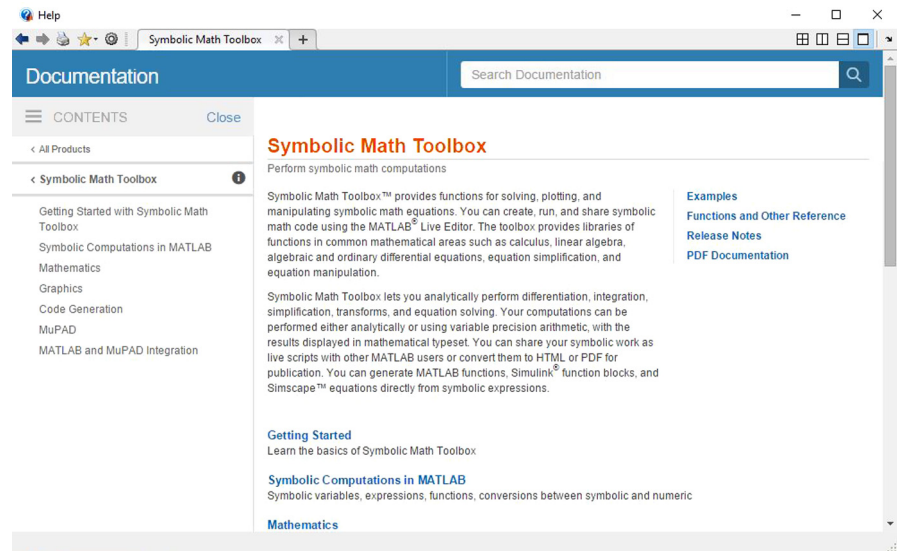 Help
Symbolic Math Toolbox
Documentation
Search Documentation
CONTENTS
Close
< All Products
< Symbolic Math Toolbox
Getting Started with Symbolic Math
Toolbox
Symbolic Computations in MATLAB
Mathematics
Graphics
Code Generation
MuPAD
MATLAB and MuPAD Integration
Symbolic Math Toolbox
Perform symbolic math computations
Symbolic Math Toolbox™ provides functions for solving, plotting, and
manipulating symbolic math equations. You can create, run, and share symbolic
math code using the MATLAB® Live Editor. The toolbox provides libraries of
functions in common mathematical areas such as calculus, linear algebra,
algebraic and ordinary differential equations, equation simplification, and
equation manipulation.
Symbolic Math Toolbox lets you analytically perform differentiation, integration,
simplification, transforms, and equation solving. Your computations can be
performed either analytically or using variable precision arithmetic, with the
results displayed in mathematical typeset. You can share your symbolic work as
live scripts with other MATLAB users or convert them to HTML or PDF for
publication. You can generate MATLAB functions, Simulink® function blocks, and
Simscape™ equations directly from symbolic expressions.
Examples
Functions and Other Reference
Release Notes
PDF Documentation
Getting Started
Learn the basics of Symbolic Math Toolbox
Symbolic Computations in MATLAB
Symbolic variables, expressions, functions, conversions between symbolic and numeric
Mathematics